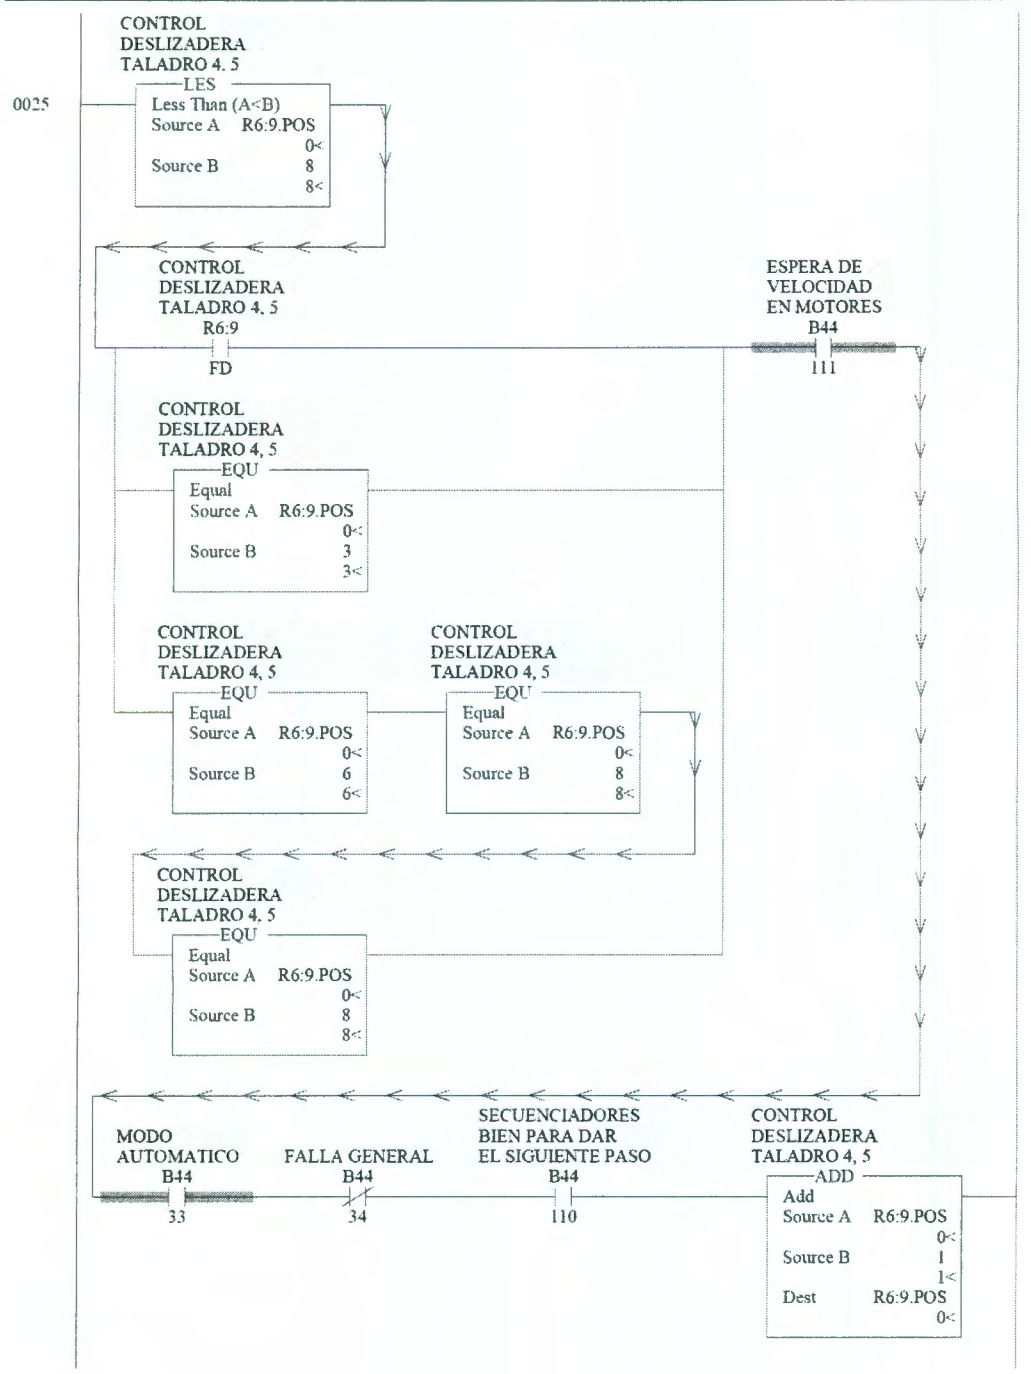 CONTROL
DESLIZADERA
TALADRO 4, 5
LES
0025
Less Than (A<B)
Source A R6:9.POS
0<
Source B 8
8<
CONTROL
DESLIZADERA
TALADRO 4, 5
R6:9
FD
ESPERA DE
VELOCIDAD
EN MOTORES
B44
111
CONTROL
DESLIZADERA
TALADRO 4, 5
EQU
Equal
Source A R6:9.POS
0<
Source B 3
3<
CONTROL
DESLIZADERA
TALADRO 4, 5
EQU
Equal
Source A R6:9.POS
0<
Source B 6
6<
CONTROL
DESLIZADERA
TALADRO 4, 5
EQU
Equal
Source A R6:9.POS
0<
Source B 8
8<
CONTROL
DESLIZADERA
TALADRO 4, 5
EQU
Equal
Source A R6:9.POS
0<
Source B 8
8<
MODO
AUTOMATICO
B44
33
FALLA GENERAL
B44
34
SECUENCIADORES
BIEN PARA DAR
EL SIGUIENTE PASO
B44
110
CONTROL
DESLIZADERA
TALADRO 4, 5
ADD
Add
Source A R6:9.POS
0<
Source B 1
1<
Dest R6:9.POS
0<